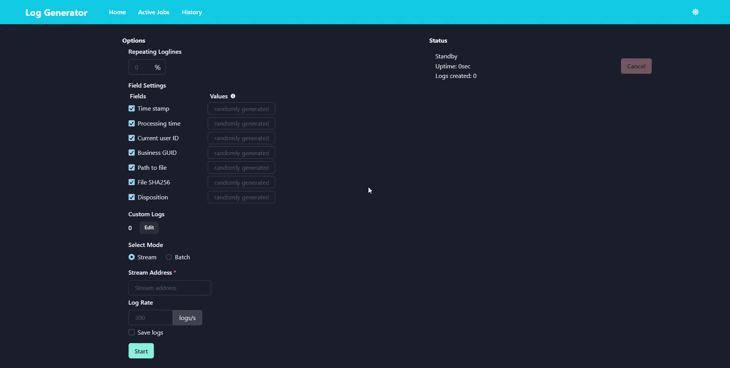 Log Generator Home Active Jobs History
Options
Repeating Loglines
0 %
Field Settings
Fields Values
Time stamp randomly generated
Processing time randomly generated
Current user ID randomly generated
Business GUID randomly generated
Path to file randomly generated
File SHA256 randomly generated
Disposition randomly generated
Custom Logs
0 Edit
Select Mode
Stream Batch
Stream Address *
Stream address
Log Rate
300 logs/s
Save logs
Start
Status
Standby
Uptime: 0sec
Logs created: 0
Cancel